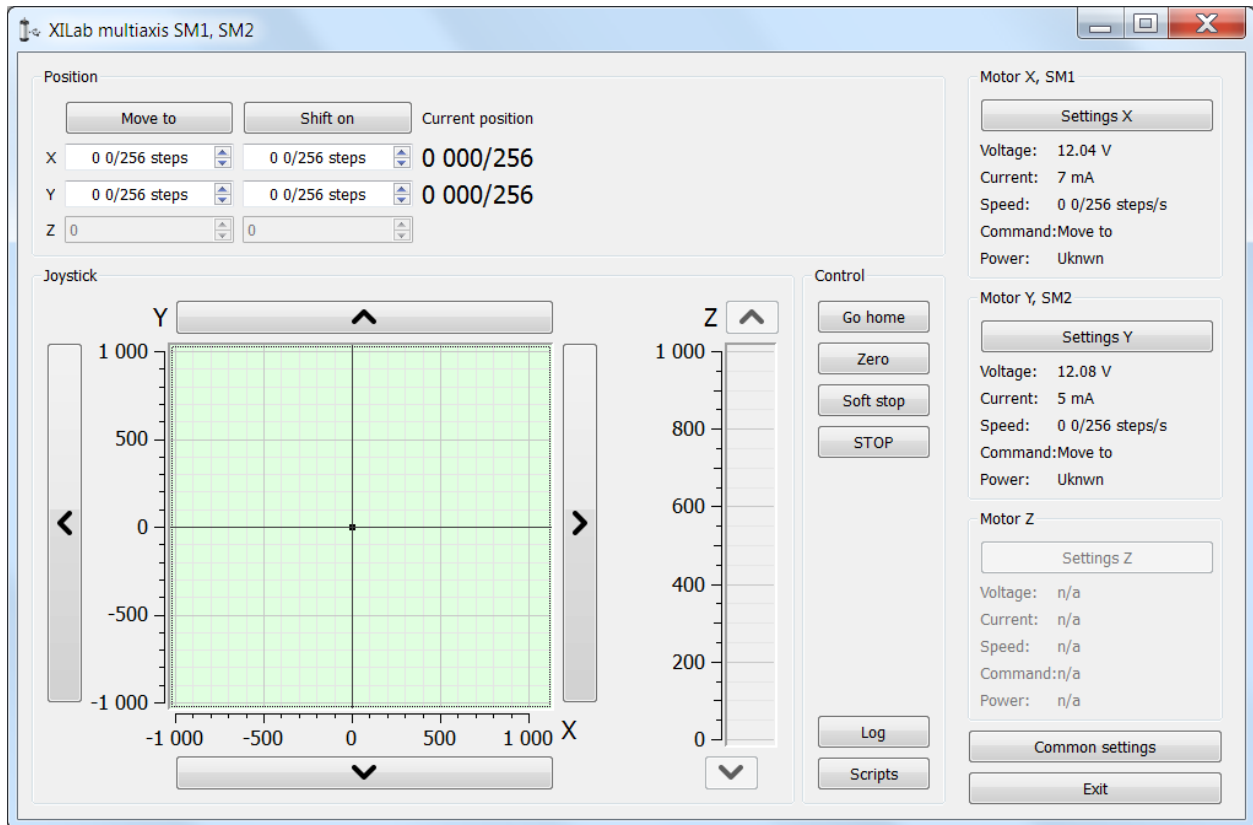 XILab multiaxis SM1, SM2
Position
Move to Shift on Current position
X 0 0/256 steps 0 0/256 steps 0 000/256
Y 0 0/256 steps 0 0/256 steps 0 000/256
Z 0 0
Joystick
Y
1 000
500
0
-500
-1 000
-1 000 -500 0 500 1 000 X
Z
1 000
800
600
400
200
0
Control
Go home
Zero
Soft stop
STOP
Log
Scripts
Motor X, SM1
Settings X
Voltage: 12.04 V
Current: 7 mA
Speed: 0 0/256 steps/s
Command:Move to
Power: Uknwn
Motor Y, SM2
Settings Y
Voltage: 12.08 V
Current: 5 mA
Speed: 0 0/256 steps/s
Command:Move to
Power: Uknwn
Motor Z
Settings Z
Voltage: n/a
Current: n/a
Speed: n/a
Command:n/a
Power: n/a
Common settings
Exit